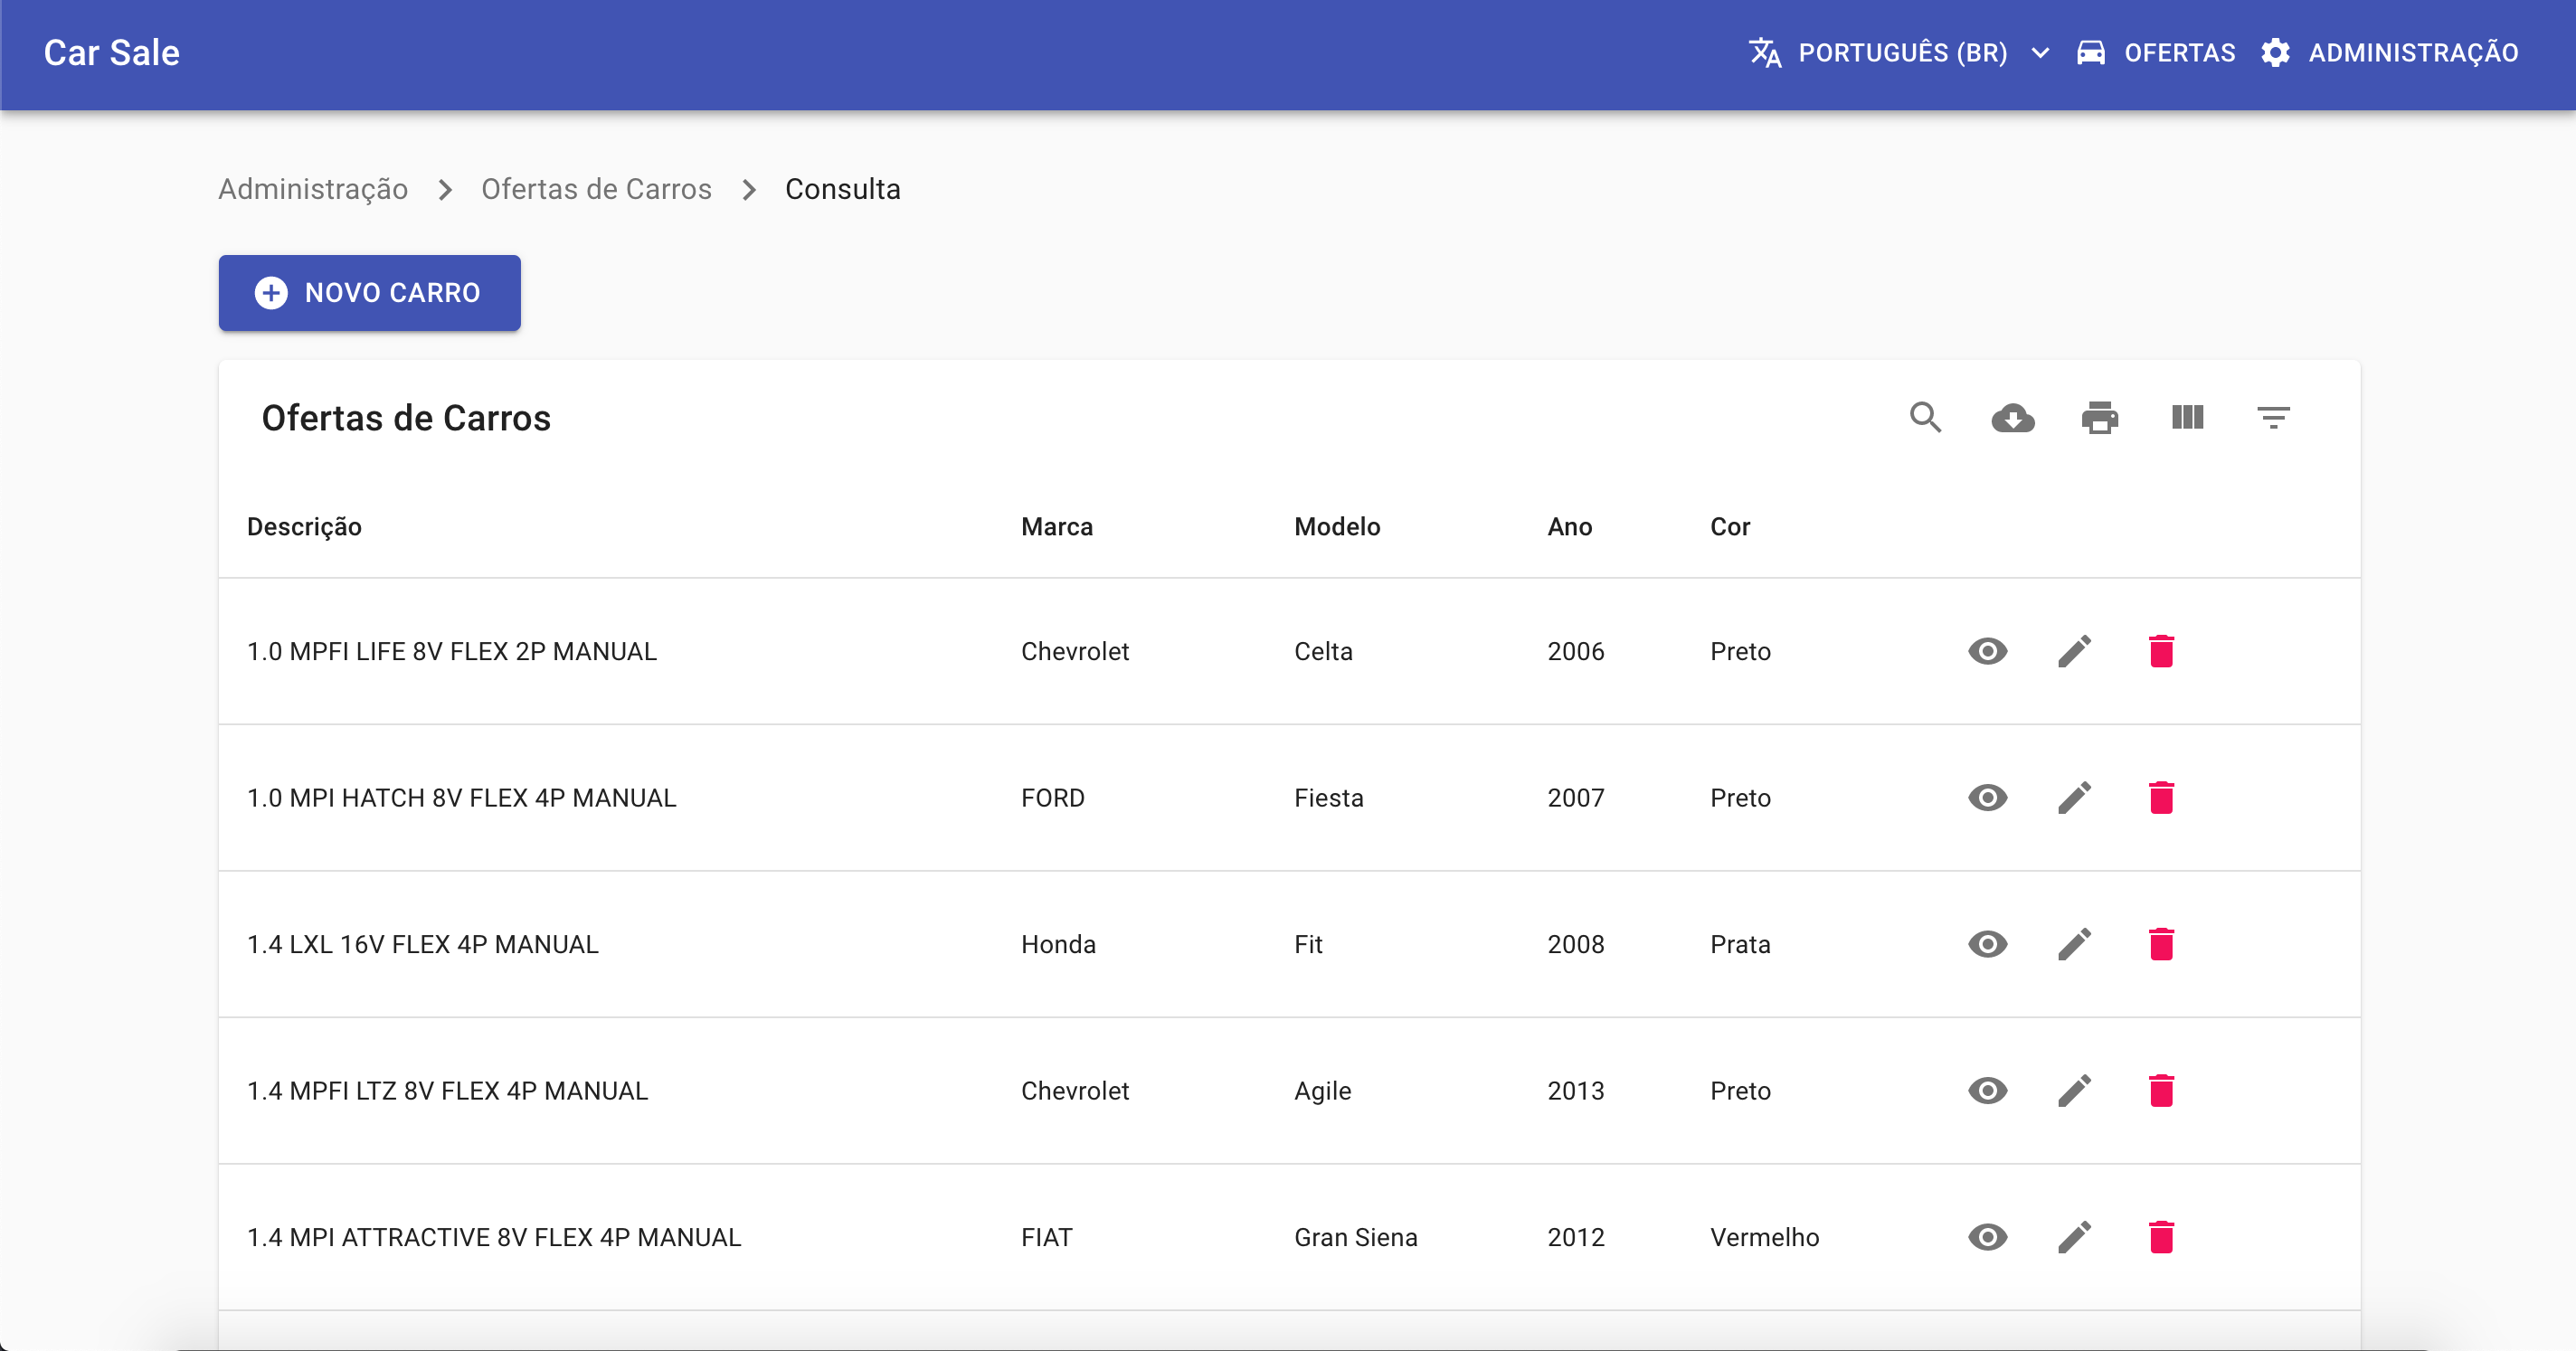 Car Sale
PORTUGUÊS (BR) OFERTAS ADMINISTRAÇÃO
Administração Ofertas de Carros Consulta
NOVO CARRO
Ofertas de Carros
Descrição Marca Modelo Ano Cor
1.0 MPFI LIFE 8V FLEX 2P MANUAL Chevrolet Celta 2006 Preto
1.0 MPI HATCH 8V FLEX 4P MANUAL FORD Fiesta 2007 Preto
1.4 LXL 16V FLEX 4P MANUAL Honda Fit 2008 Prata
1.4 MPFI LTZ 8V FLEX 4P MANUAL Chevrolet Agile 2013 Preto
1.4 MPI ATTRACTIVE 8V FLEX 4P MANUAL FIAT Gran Siena 2012 Vermelho